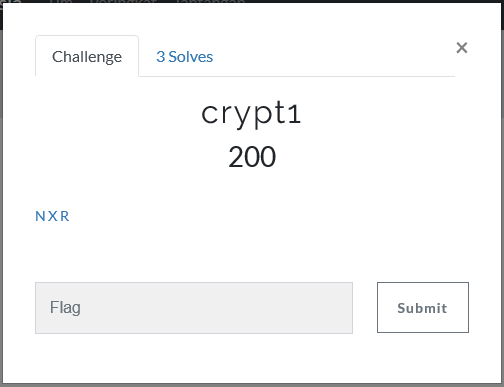 Challenge
3 Solves
×
crypt1
200
NXR
Flag
Submit